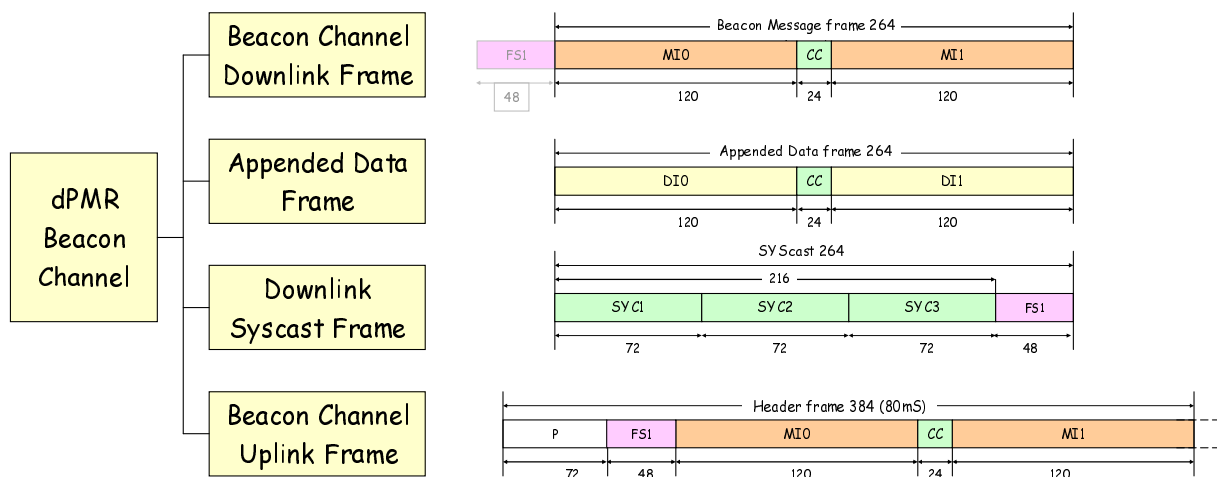 dPMR
Beacon
Channel
Beacon Channel
Downlink Frame
Beacon Message frame 264
FS1 MI0 CC MI1
48 120 24 120
Appended Data
Frame
Appended Data frame 264
DI0 CC DI1
120 24 120
Downlink
Syscast Frame
SYScast 264
216
SYC1 SYC2 SYC3 FS1
72 72 72 48
Beacon Channel
Uplink Frame
Header frame 384 (80mS)
P FS1 MI0 CC MI1
72 48 120 24 120